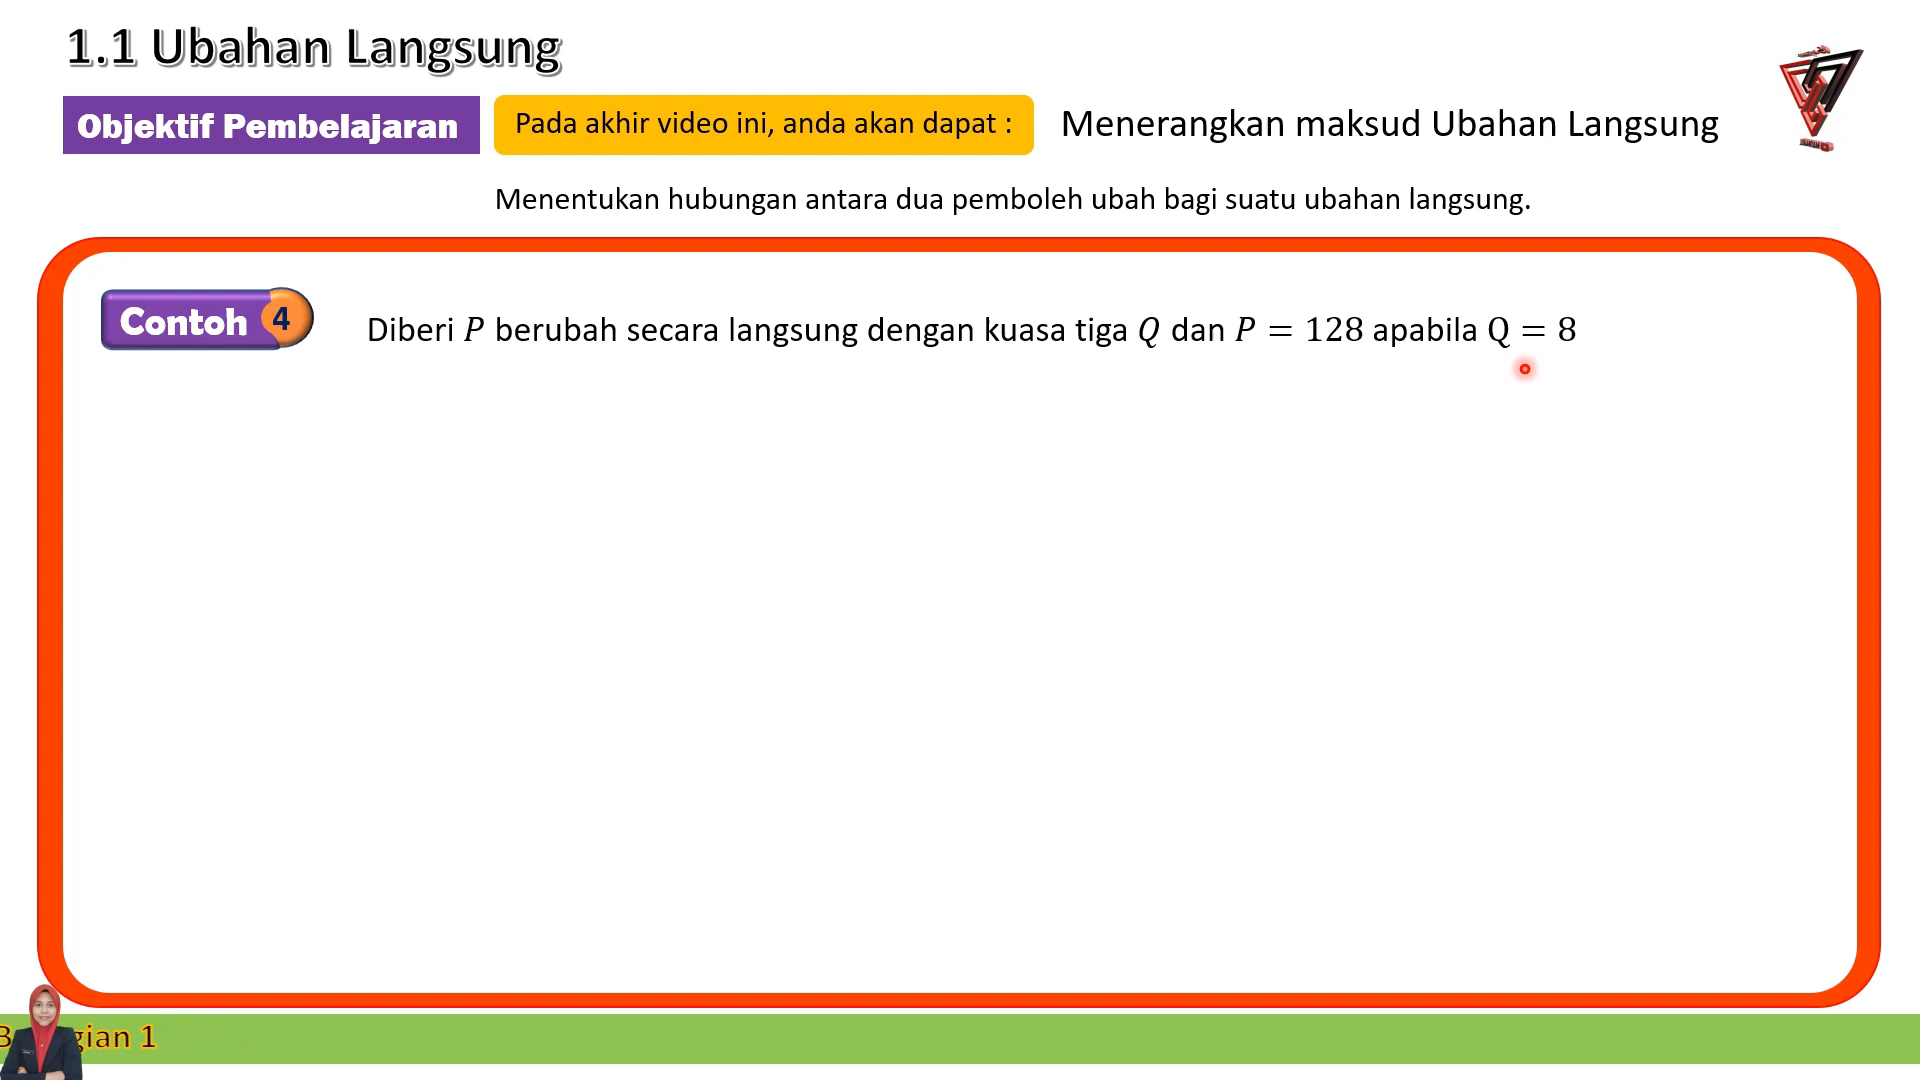 1.1 Ubahan Langsung
Objektif Pembelajaran
Pada akhir video ini, anda akan dapat :
Menerangkan maksud Ubahan Langsung
Menentukan hubungan antara dua pemboleh ubah bagi suatu ubahan langsung.
Contoh 4
Diberi P berubah secara langsung dengan kuasa tiga Q dan P = 128 apabila Q = 8
gian 1